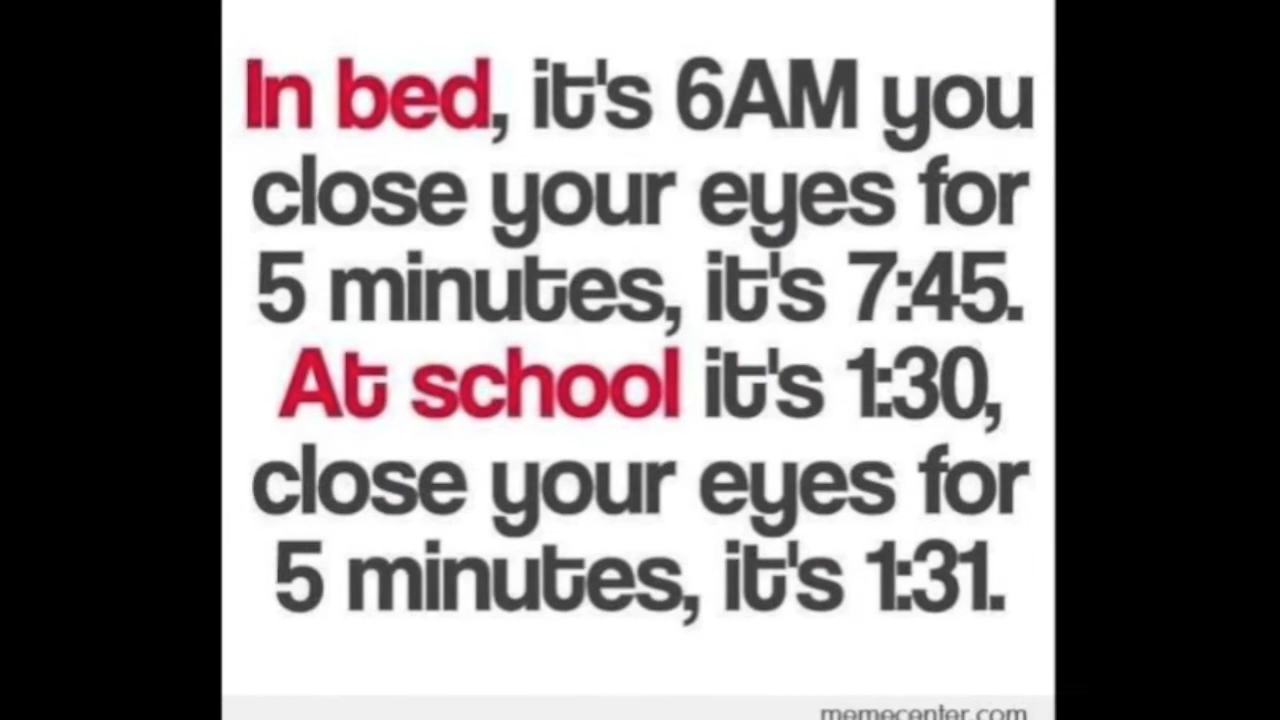 In bed, it's 6AM you
close your eyes for
5 minutes, it's 7:45.
At school it's 1:30,
close your eyes for
5 minutes, it's 1:31.
memecenter.com